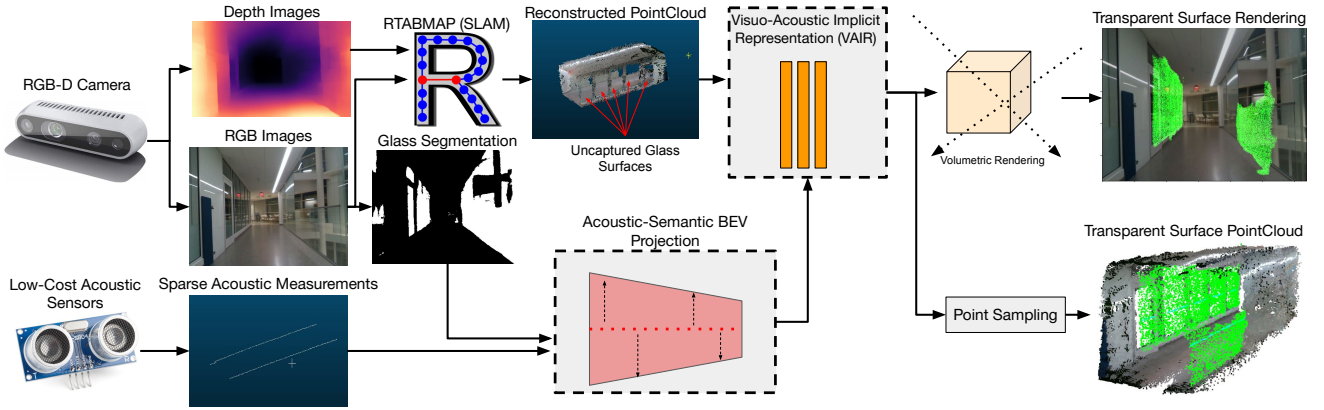 Depth Images
RTABMAP (SLAM)
Reconstructed PointCloud
Visuo-Acoustic Implicit
Representation (VAIR)
Transparent Surface Rendering
RGB-D Camera
RGB Images
Glass Segmentation
Uncaptured Glass
Surfaces
Volumetric Rendering
Acoustic-Semantic BEV
Projection
Transparent Surface PointCloud
Low-Cost Acoustic
Sensors
Sparse Acoustic Measurements
Point Sampling
R
T